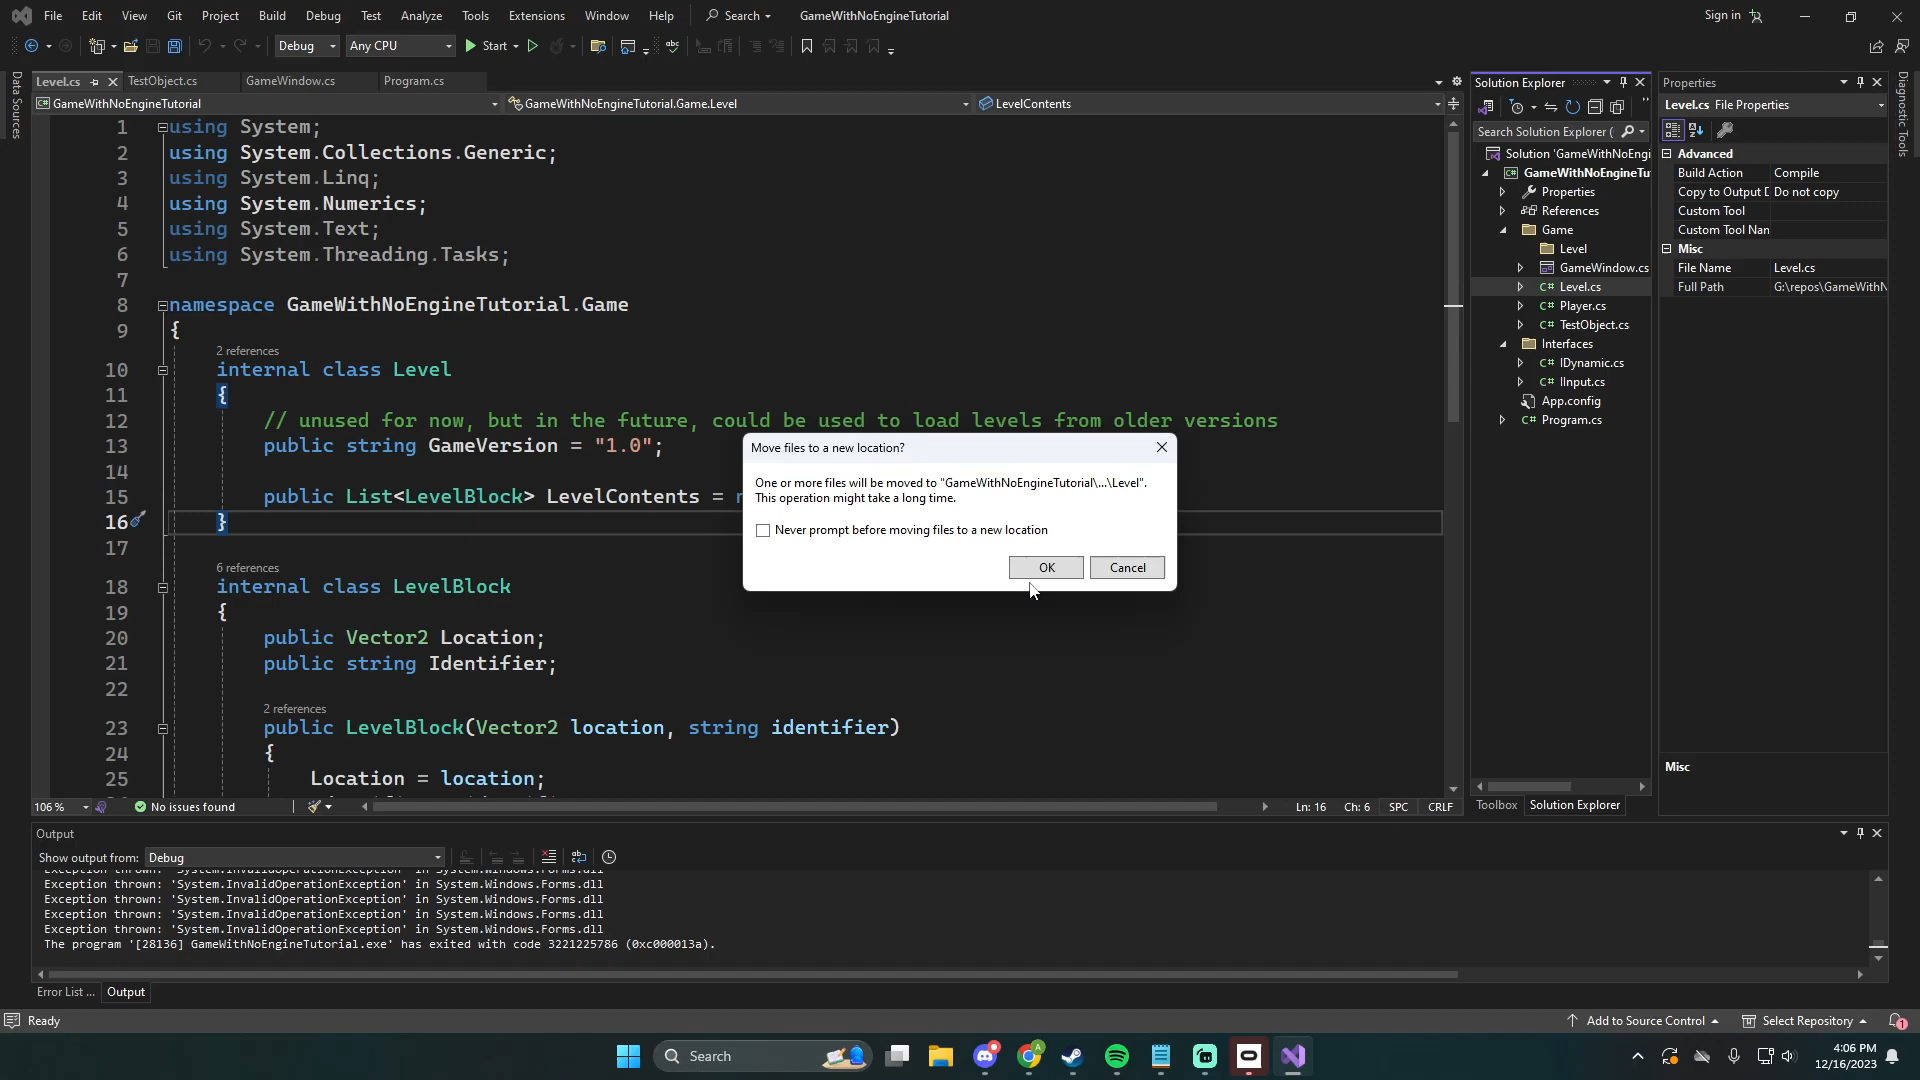 File Edit View Git Project Build Debug Test Analyze Tools Extensions Window Help Search GameWithNoEngineTutorial Sign in
Debug Any CPU Start
Level.cs TestObject.cs GameWindow.cs Program.cs
GameWithNoEngineTutorial GameWithNoEngineTutorial.Game.Level LevelContents
Data Sources
1 using System;
2 using System.Collections.Generic;
3 using System.Linq;
4 using System.Numerics;
5 using System.Text;
6 using System.Threading.Tasks;
7
8 namespace GameWithNoEngineTutorial.Game
9 {
2 references
10 internal class Level
11 {
12 // unused for now, but in the future, could be used to load levels from older versions
13 public string GameVersion = "1.0";
14
15 public List<LevelBlock> LevelContents = n
16 }
17
6 references
18 internal class LevelBlock
19 {
20 public Vector2 Location;
21 public string Identifier;
22
2 references
23 public LevelBlock(Vector2 location, string identifier)
24 {
25 Location = location;
106 % No issues found Ln: 16 Ch: 6 SPC CRLF
Move files to a new location?
One or more files will be moved to "GameWithNoEngineTutorial\...\Level".
This operation might take a long time.
Never prompt before moving files to a new location
OK Cancel
Solution Explorer
Search Solution Explorer (
Solution 'GameWithNoEngi
GameWithNoEngineTu
Properties
References
Game
Level
GameWindow.cs
Level.cs
Player.cs
TestObject.cs
Interfaces
IDynamic.cs
IInput.cs
App.config
Program.cs
Toolbox Solution Explorer
Properties
Level.cs File Properties
Advanced
Build Action Compile
Copy to Output D Do not copy
Custom Tool
Custom Tool Nan
Misc
File Name Level.cs
Full Path G:\repos\GameWithN
Misc
Diagnostic Tools
Output
Show output from: Debug
Exception thrown: 'System.InvalidOperationException' in System.Windows.Forms.dll
Exception thrown: 'System.InvalidOperationException' in System.Windows.Forms.dll
Exception thrown: 'System.InvalidOperationException' in System.Windows.Forms.dll
Exception thrown: 'System.InvalidOperationException' in System.Windows.Forms.dll
Exception thrown: 'System.InvalidOperationException' in System.Windows.Forms.dll
The program '[28136] GameWithNoEngineTutorial.exe' has exited with code 3221225786 (0xc000013a).
Error List ... Output
Ready Add to Source Control Select Repository 1
Search
4:06 PM
12/16/2023